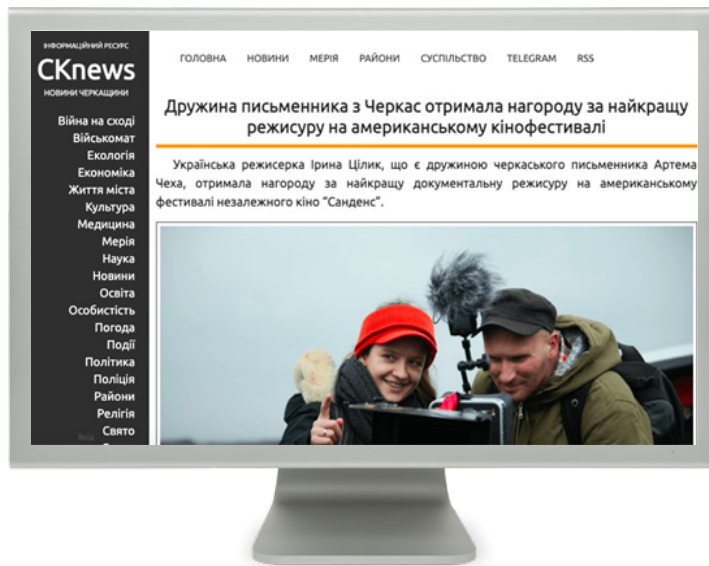 ІНФОРМАЦІЙНИЙ РЕСУРС
CKnews
НОВИНИ ЧЕРКАЩИНИ
Війна на сході
Військомат
Екологія
Економіка
Життя міста
Культура
Медицина
Мерія
Наука
Новини
Освіта
Особистість
Погода
Події
Політика
Поліція
Райони
Релігія
Свято
Вхід
ГОЛОВНА НОВИНИ МЕРІЯ РАЙОНИ СУСПІЛЬСТВО TELEGRAM RSS
Дружина письменника з Черкас отримала нагороду за найкращу
режисуру на американському кінофестивалі
Українська режисерка Ірина Цілик, що є дружиною черкаського письменника Артема
Чеха, отримала нагороду за найкращу документальну режисуру на американському
фестивалі незалежного кіно "Санденс".